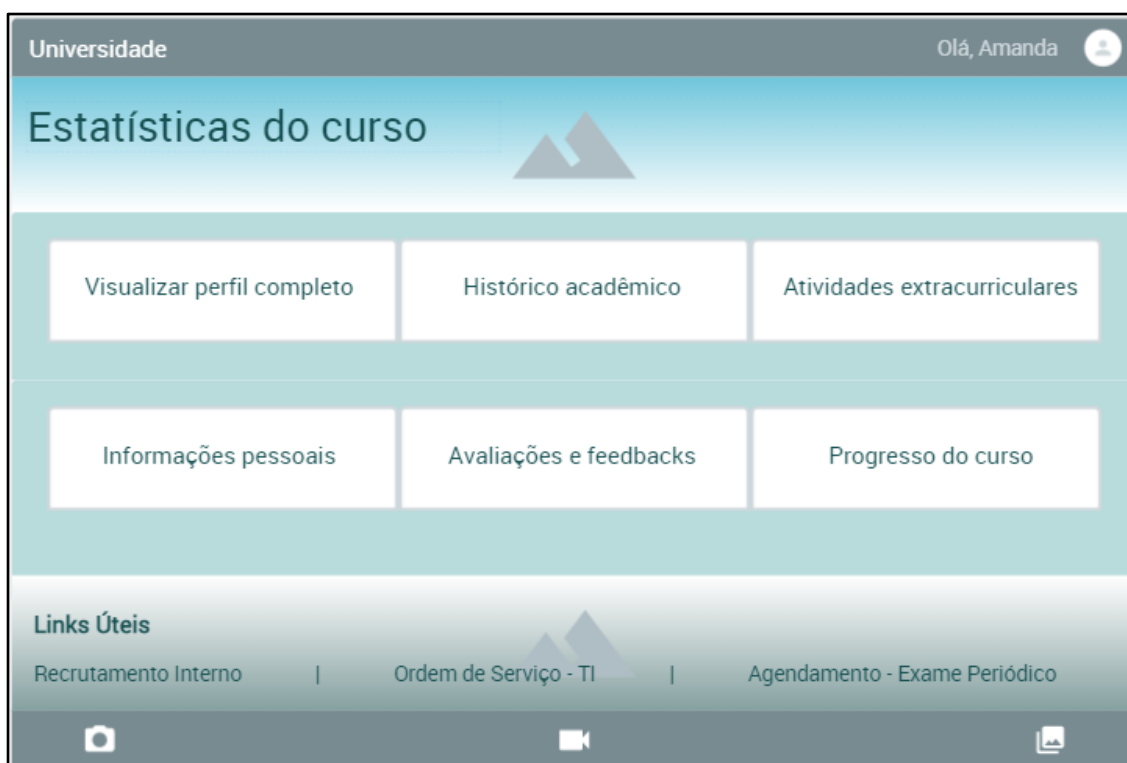 Universidade
Olá, Amanda
Estatísticas do curso
Visualizar perfil completo
Histórico acadêmico
Atividades extracurriculares
Informações pessoais
Avaliações e feedbacks
Progresso do curso
Links Úteis
Recrutamento Interno | Ordem de Serviço - TI | Agendamento - Exame Periódico